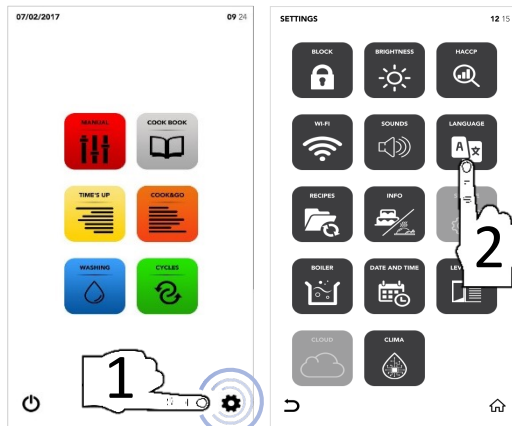 07/02/2017 09 24
MANUAL COOK BOOK
TIME'S UP COOK&GO
WASHING CYCLES
1
SETTINGS 12 15
BLOCK BRIGHTNESS HACCP
WI-FI SOUNDS LANGUAGE
A
RECIPES INFO
2
BOILER DATE AND TIME
CLOUD CLIMA